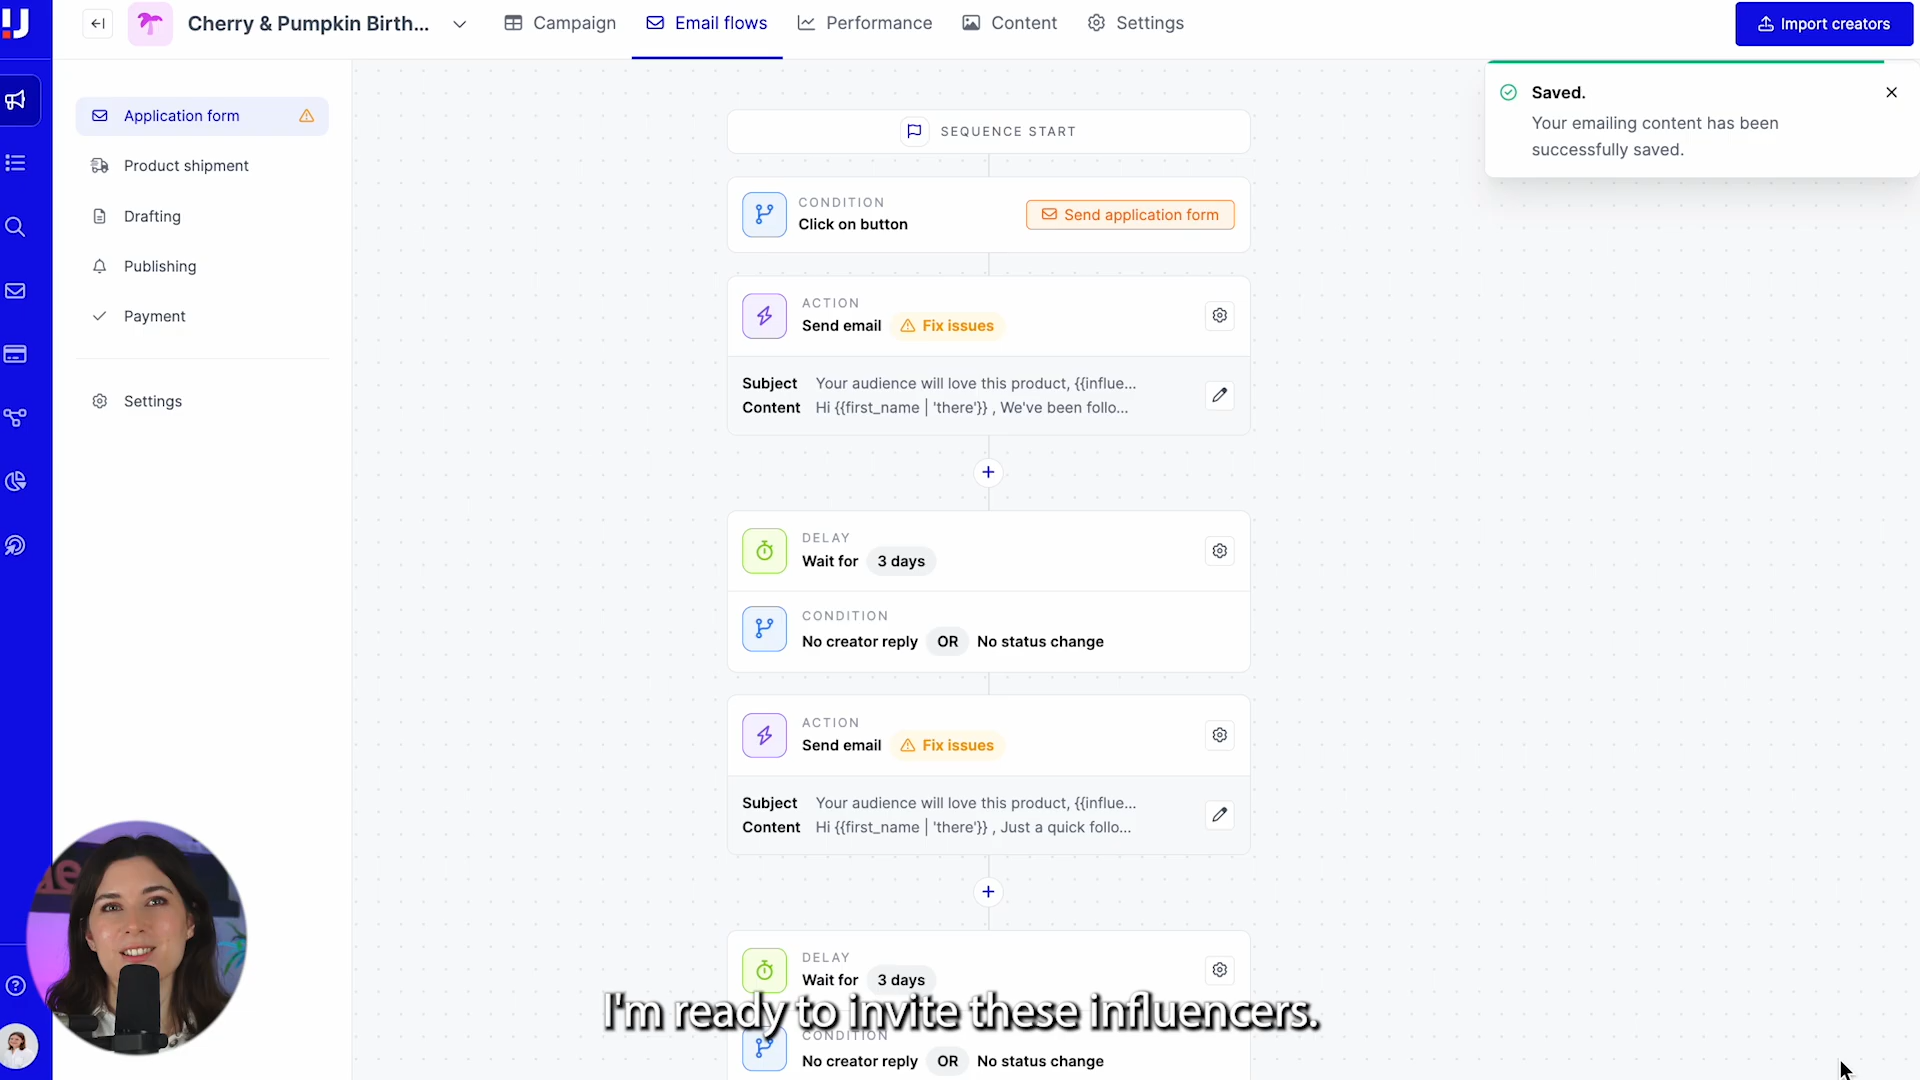 Cherry & Pumpkin Birth...
Campaign
Email flows
Performance
Content
Settings
Import creators
Saved.
Your emailing content has been
successfully saved.
Application form
Product shipment
Drafting
Publishing
Payment
Settings
SEQUENCE START
CONDITION
Click on button
Send application form
ACTION
Send email
Fix issues
Subject Your audience will love this product, {{influe...
Content Hi {{first_name | 'there'}} , We've been follo...
DELAY
Wait for 3 days
CONDITION
No creator reply OR No status change
ACTION
Send email
Fix issues
Subject Your audience will love this product, {{influe...
Content Hi {{first_name | 'there'}} , Just a quick follo...
DELAY
Wait for 3 days
I'm ready to invite these influencers.
CONDITION
No creator reply OR No status change